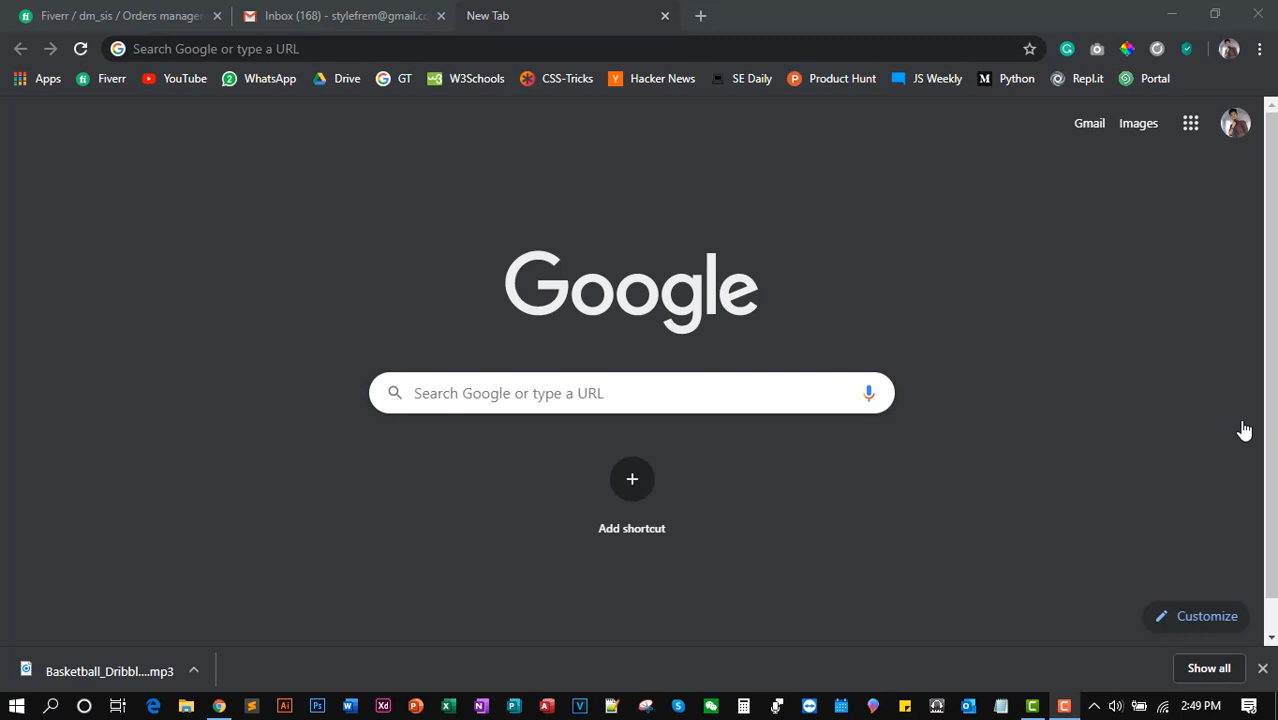 Fiverr / dm_sis / Orders manager
Inbox (168) - stylefrem@gmail.co
New Tab
Search Google or type a URL
Apps Fiverr YouTube WhatsApp Drive GT W3Schools CSS-Tricks Hacker News SE Daily Product Hunt JS Weekly Python Repl.it Portal
Gmail Images
Google
Search Google or type a URL
Add shortcut
Customize
Basketball_Dribbl....mp3
Show all
2:49 PM